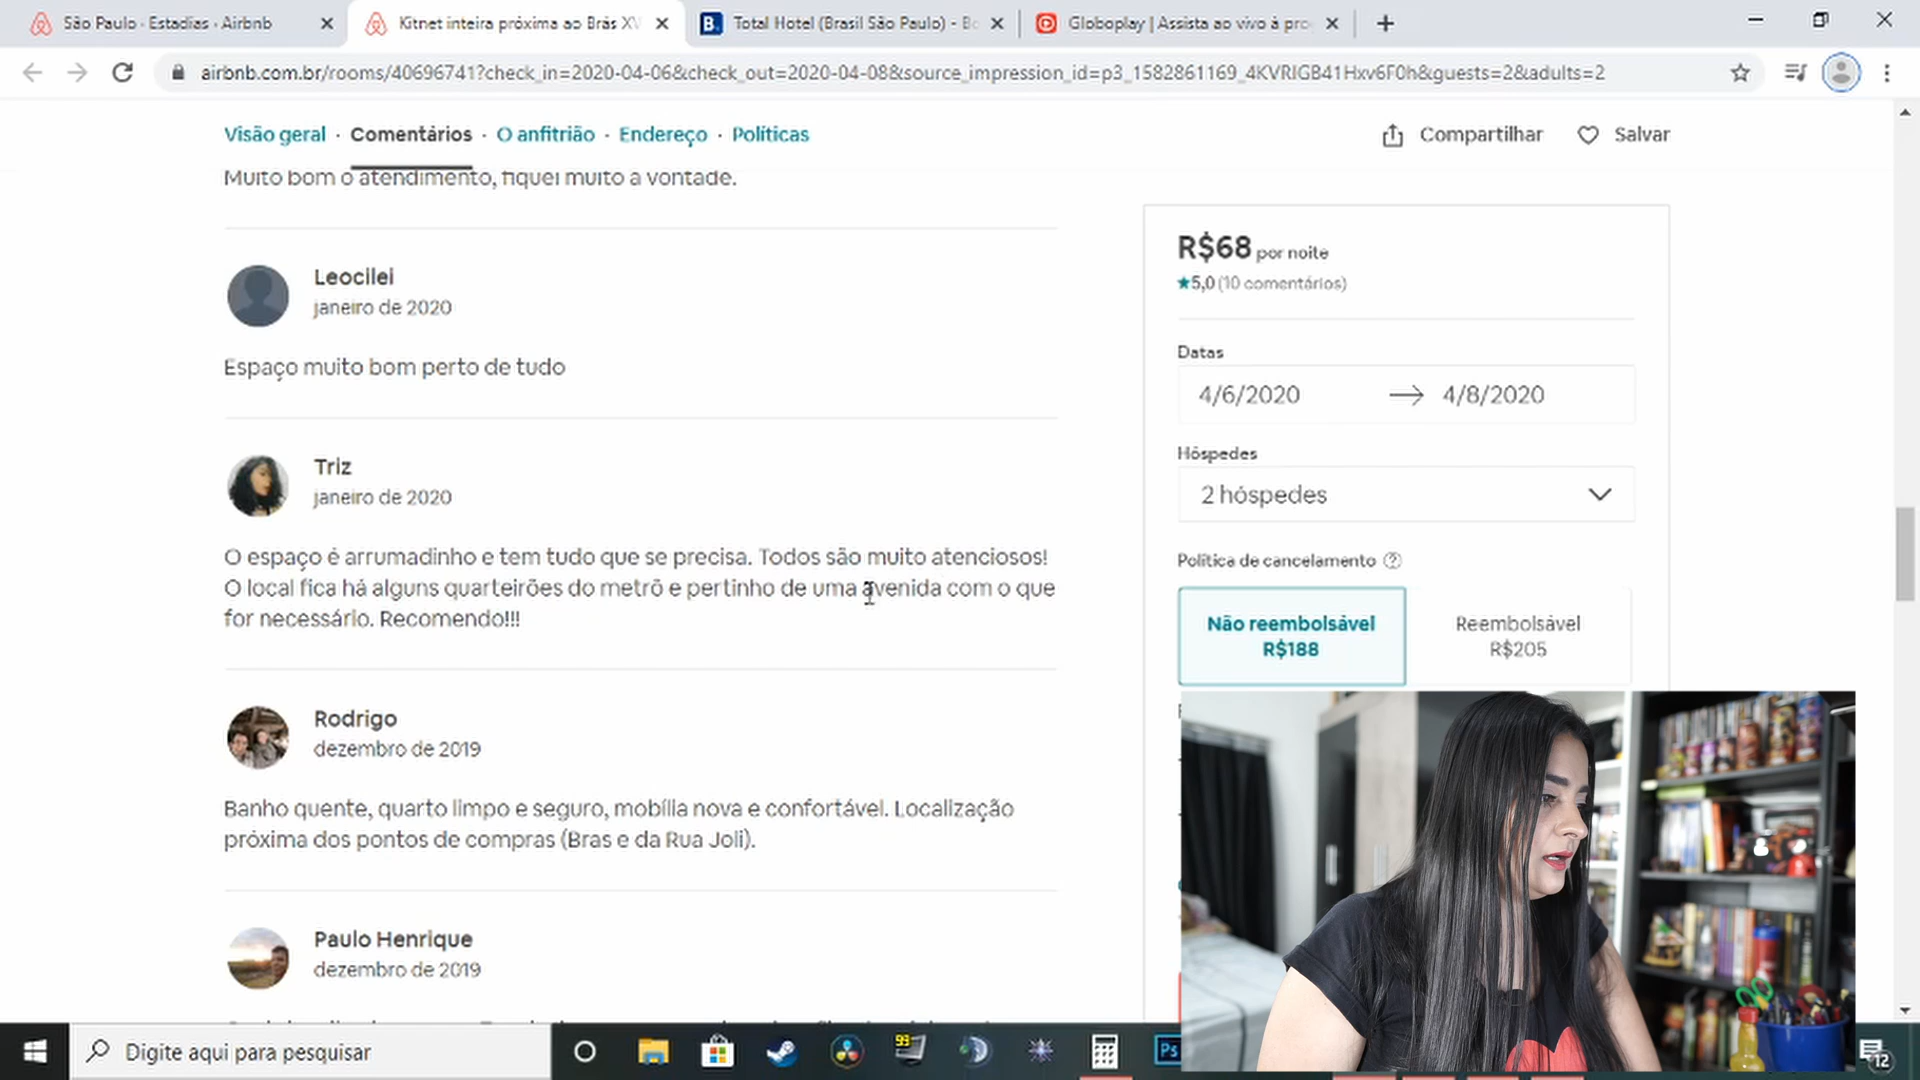 São Paulo · Estadias · Airbnb
Kitnet inteira próxima ao Brás XV
Total Hotel (Brasil São Paulo) - Bo
Globoplay | Assista ao vivo à pro
airbnb.com.br/rooms/40696741?check_in=2020-04-06&check_out=2020-04-08&source_impression_id=p3_1582861169_4KVRIGB41Hxv6F0h&guests=2&adults=2
Visão geral · Comentários · O anfitrião · Endereço · Políticas
Compartilhar
Salvar
Muito bom o atendimento, fiquei muito a vontade.
Leocilei
janeiro de 2020
Espaço muito bom perto de tudo
Triz
janeiro de 2020
O espaço é arrumadinho e tem tudo que se precisa. Todos são muito atenciosos!
O local fica há alguns quarteirões do metrô e pertinho de uma avenida com o que
for necessário. Recomendo!!!
Rodrigo
dezembro de 2019
Banho quente, quarto limpo e seguro, mobília nova e confortável. Localização
próxima dos pontos de compras (Bras e da Rua Joli).
Paulo Henrique
dezembro de 2019
R$68 por noite
5,0 (10 comentários)
Datas
4/6/2020
4/8/2020
Hóspedes
2 hóspedes
Política de cancelamento
Não reembolsável
R$188
Reembolsável
R$205
Digite aqui para pesquisar
99
Ps
12